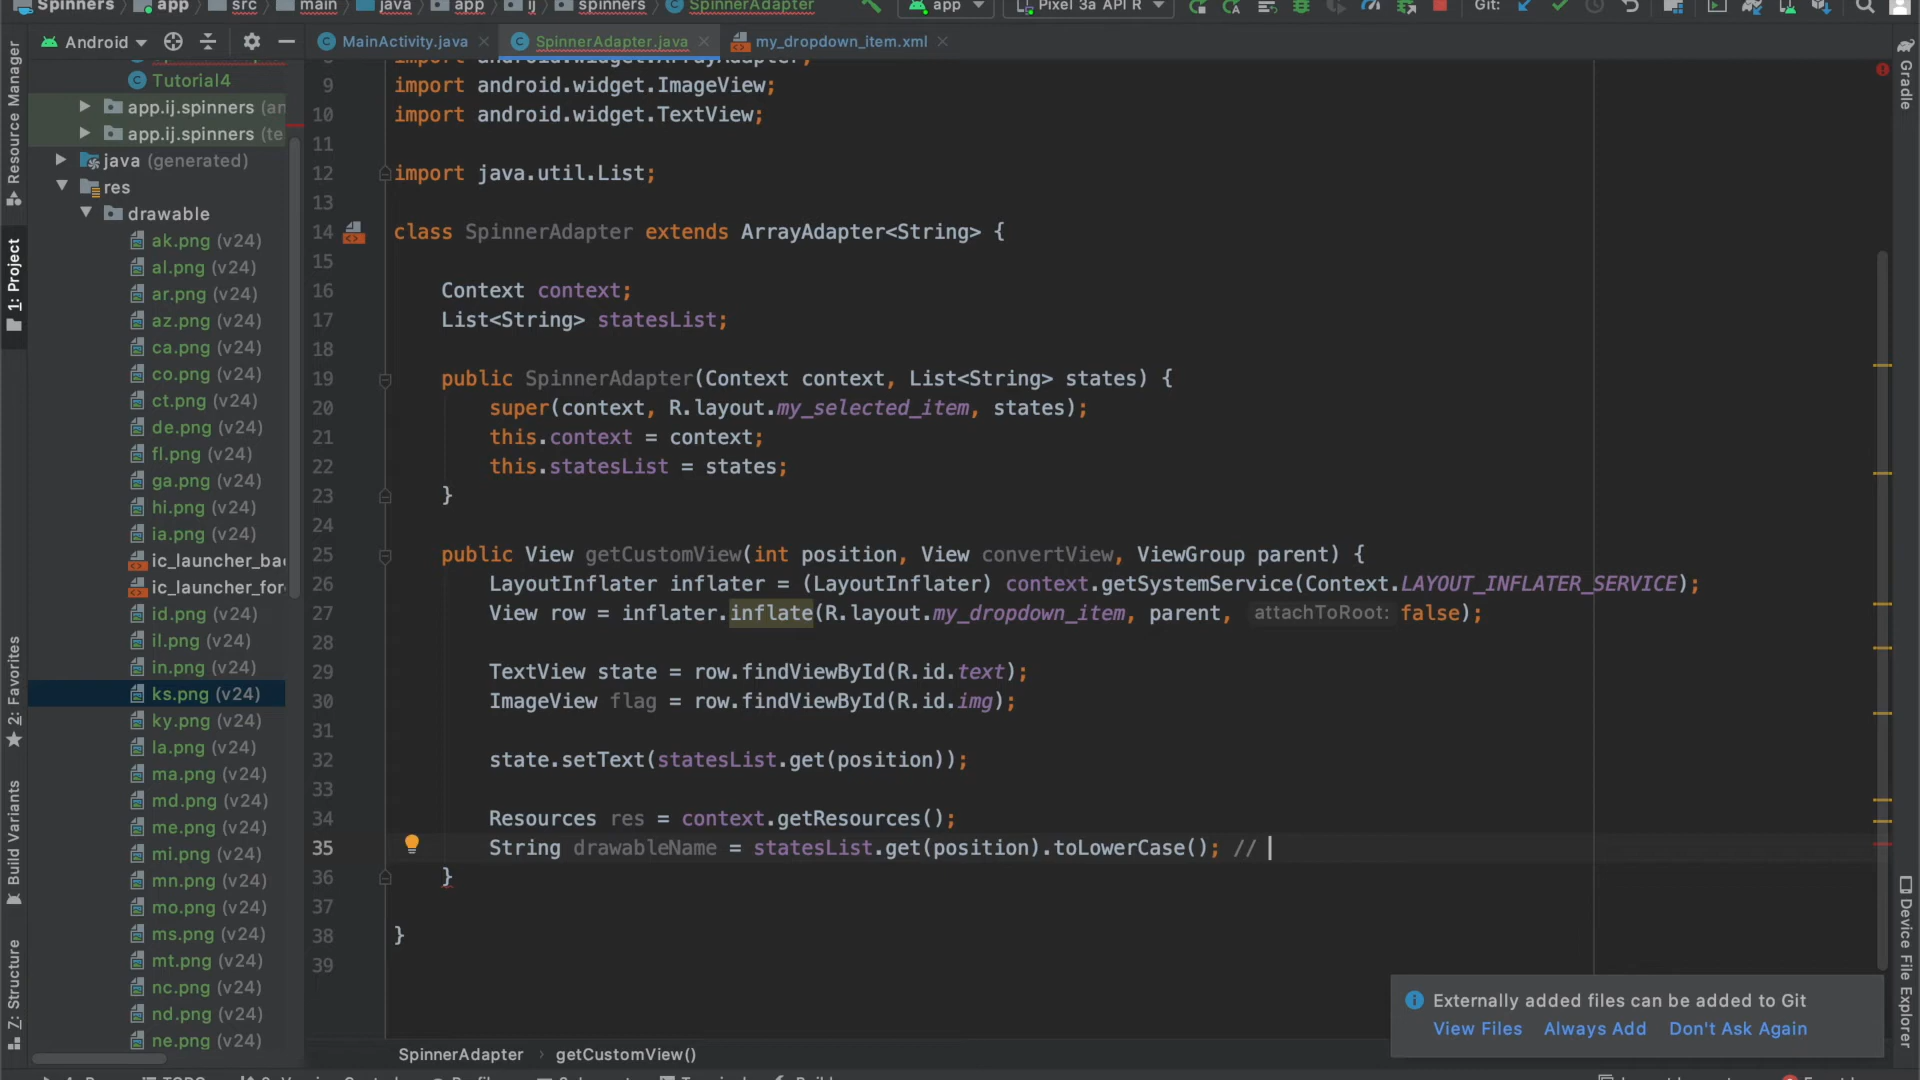 Spinners app src main java app ij spinners SpinnerAdapter app Pixel 3a API R Git:
Android MainActivity.java SpinnerAdapter.java my_dropdown_item.xml
Resource Manager
1: Project
2: Favorites
Build Variants
Z: Structure
Tutorial4
app.ij.spinners (an
app.ij.spinners (te
java (generated)
res
drawable
ak.png (v24)
al.png (v24)
ar.png (v24)
az.png (v24)
ca.png (v24)
co.png (v24)
ct.png (v24)
de.png (v24)
fl.png (v24)
ga.png (v24)
hi.png (v24)
ia.png (v24)
ic_launcher_ba
ic_launcher_for
id.png (v24)
il.png (v24)
in.png (v24)
ks.png (v24)
ky.png (v24)
la.png (v24)
ma.png (v24)
md.png (v24)
me.png (v24)
mi.png (v24)
mn.png (v24)
mo.png (v24)
ms.png (v24)
mt.png (v24)
nc.png (v24)
nd.png (v24)
ne.png (v24)
import android.widget.ArrayAdapter;
9 import android.widget.ImageView;
10 import android.widget.TextView;
11
12 import java.util.List;
13
14 class SpinnerAdapter extends ArrayAdapter<String> {
15
16 Context context;
17 List<String> statesList;
18
19 public SpinnerAdapter(Context context, List<String> states) {
20 super(context, R.layout.my_selected_item, states);
21 this.context = context;
22 this.statesList = states;
23 }
24
25 public View getCustomView(int position, View convertView, ViewGroup parent) {
26 LayoutInflater inflater = (LayoutInflater) context.getSystemService(Context.LAYOUT_INFLATER_SERVICE);
27 View row = inflater.inflate(R.layout.my_dropdown_item, parent, attachToRoot: false);
28
29 TextView state = row.findViewById(R.id.text);
30 ImageView flag = row.findViewById(R.id.img);
31
32 state.setText(statesList.get(position));
33
34 Resources res = context.getResources();
35 String drawableName = statesList.get(position).toLowerCase(); //
36 }
37
38 }
39
Gradle
Device File Explorer
Externally added files can be added to Git
View Files Always Add Don't Ask Again
SpinnerAdapter › getCustomView()